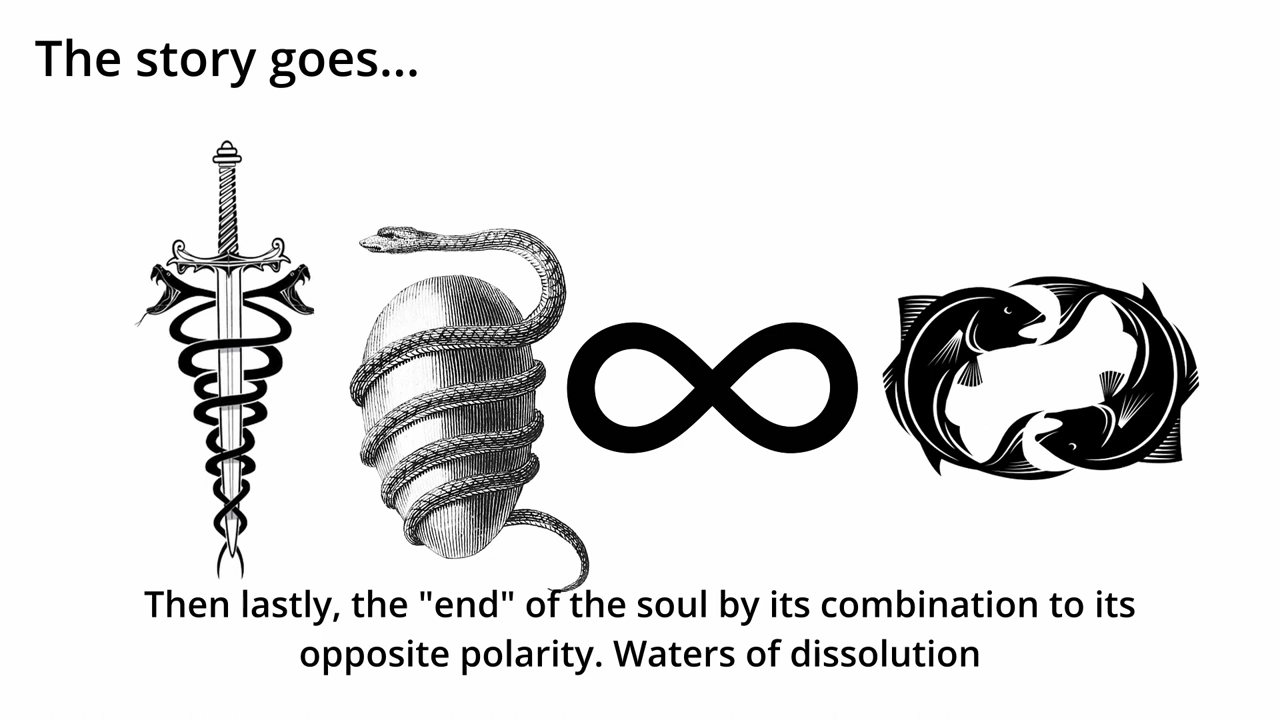 The story goes...
Then lastly, the "end" of the soul by its combination to its
opposite polarity. Waters of dissolution